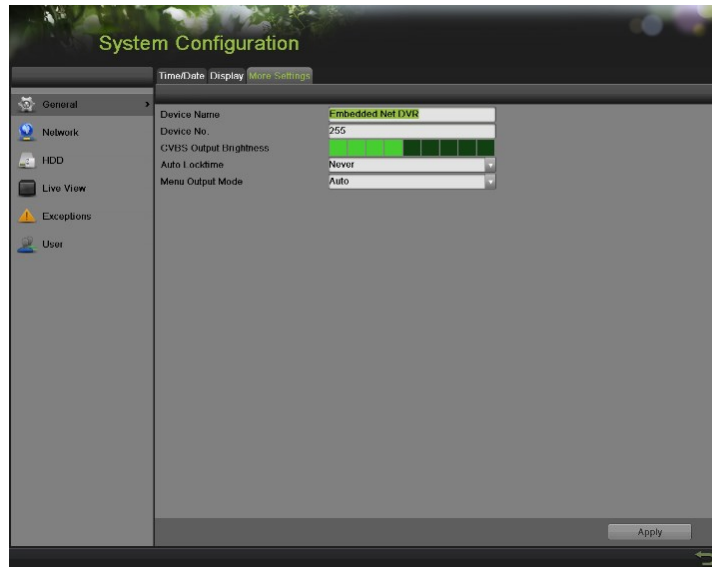 System Configuration
Time/Date Display More Settings
General
Network
HDD
Live View
Exceptions
User
Device Name Embedded Net DVR
Device No. 255
CVBS Output Brightness
Auto Locktime Never
Menu Output Mode Auto
Apply